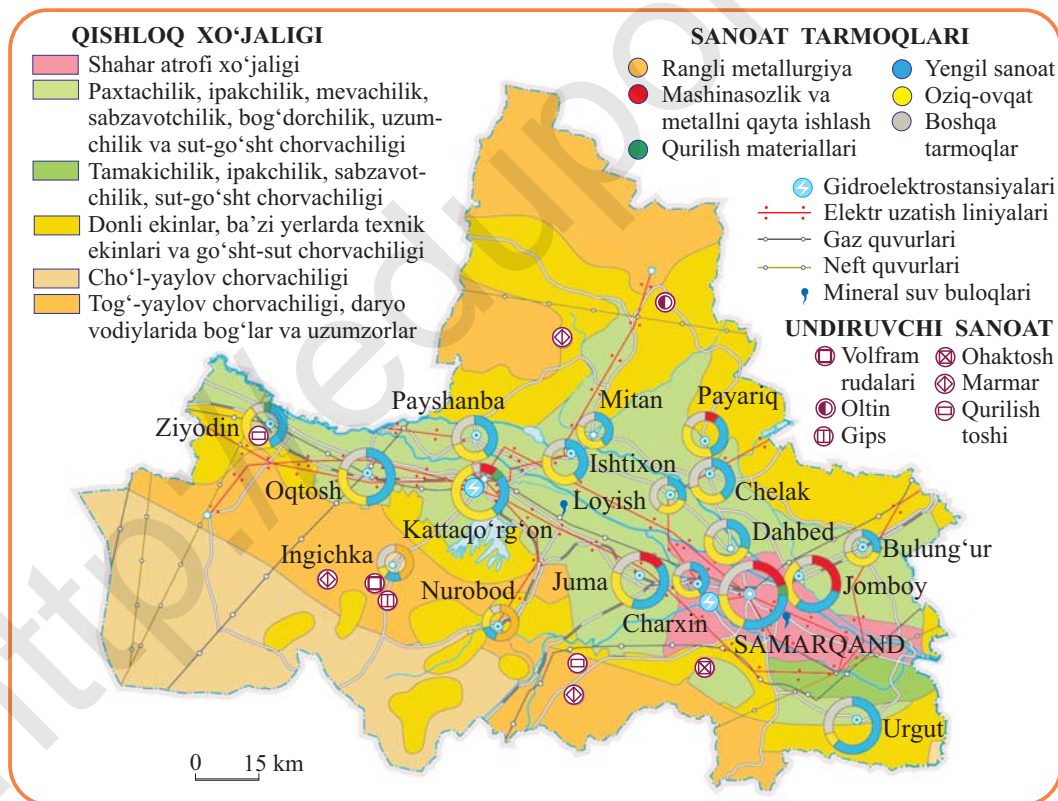 QISHLOQ XO‘JALIGI
Shahar atrofi xo‘jaligi
Paxtachilik, ipakchilik, mevachilik,
sabzavotchilik, bog‘dorchilik, uzum-
chilik va sut-go‘sht chorvachiligi
Tamakichilik, ipakchilik, sabzavot-
chilik, sut-go‘sht chorvachiligi
Donli ekinlar, ba’zi yerlarda texnik
ekinlari va go‘sht-sut chorvachiligi
Cho‘l-yaylov chorvachiligi
Tog‘-yaylov chorvachiligi, daryo
vodiylarida bog‘lar va uzumzorlar
SANOAT TARMOQLARI
Rangli metallurgiya
Mashinasozlik va
metallni qayta ishlash
Qurilish materiallari
Yengil sanoat
Oziq-ovqat
Boshqa
tarmoqlar
Gidroelektrostansiyalari
Elektr uzatish liniyalari
Gaz quvurlari
Neft quvurlari
Mineral suv buloqlari
UNDIRUVCHI SANOAT
Volfram
rudalari
Oltin
Gips
Ohaktosh
Marmar
Qurilish
toshi
Payshanba
Mitan
Payariq
Ziyodin
Ishtixon
Oqtosh
Loyish
Chelak
Kattaqo‘rg‘on
Dahbed
Ingichka
Bulung‘ur
Nurobod
Juma
Jomboy
Charxin
SAMARQAND
Urgut
0 15 km
http://edupo